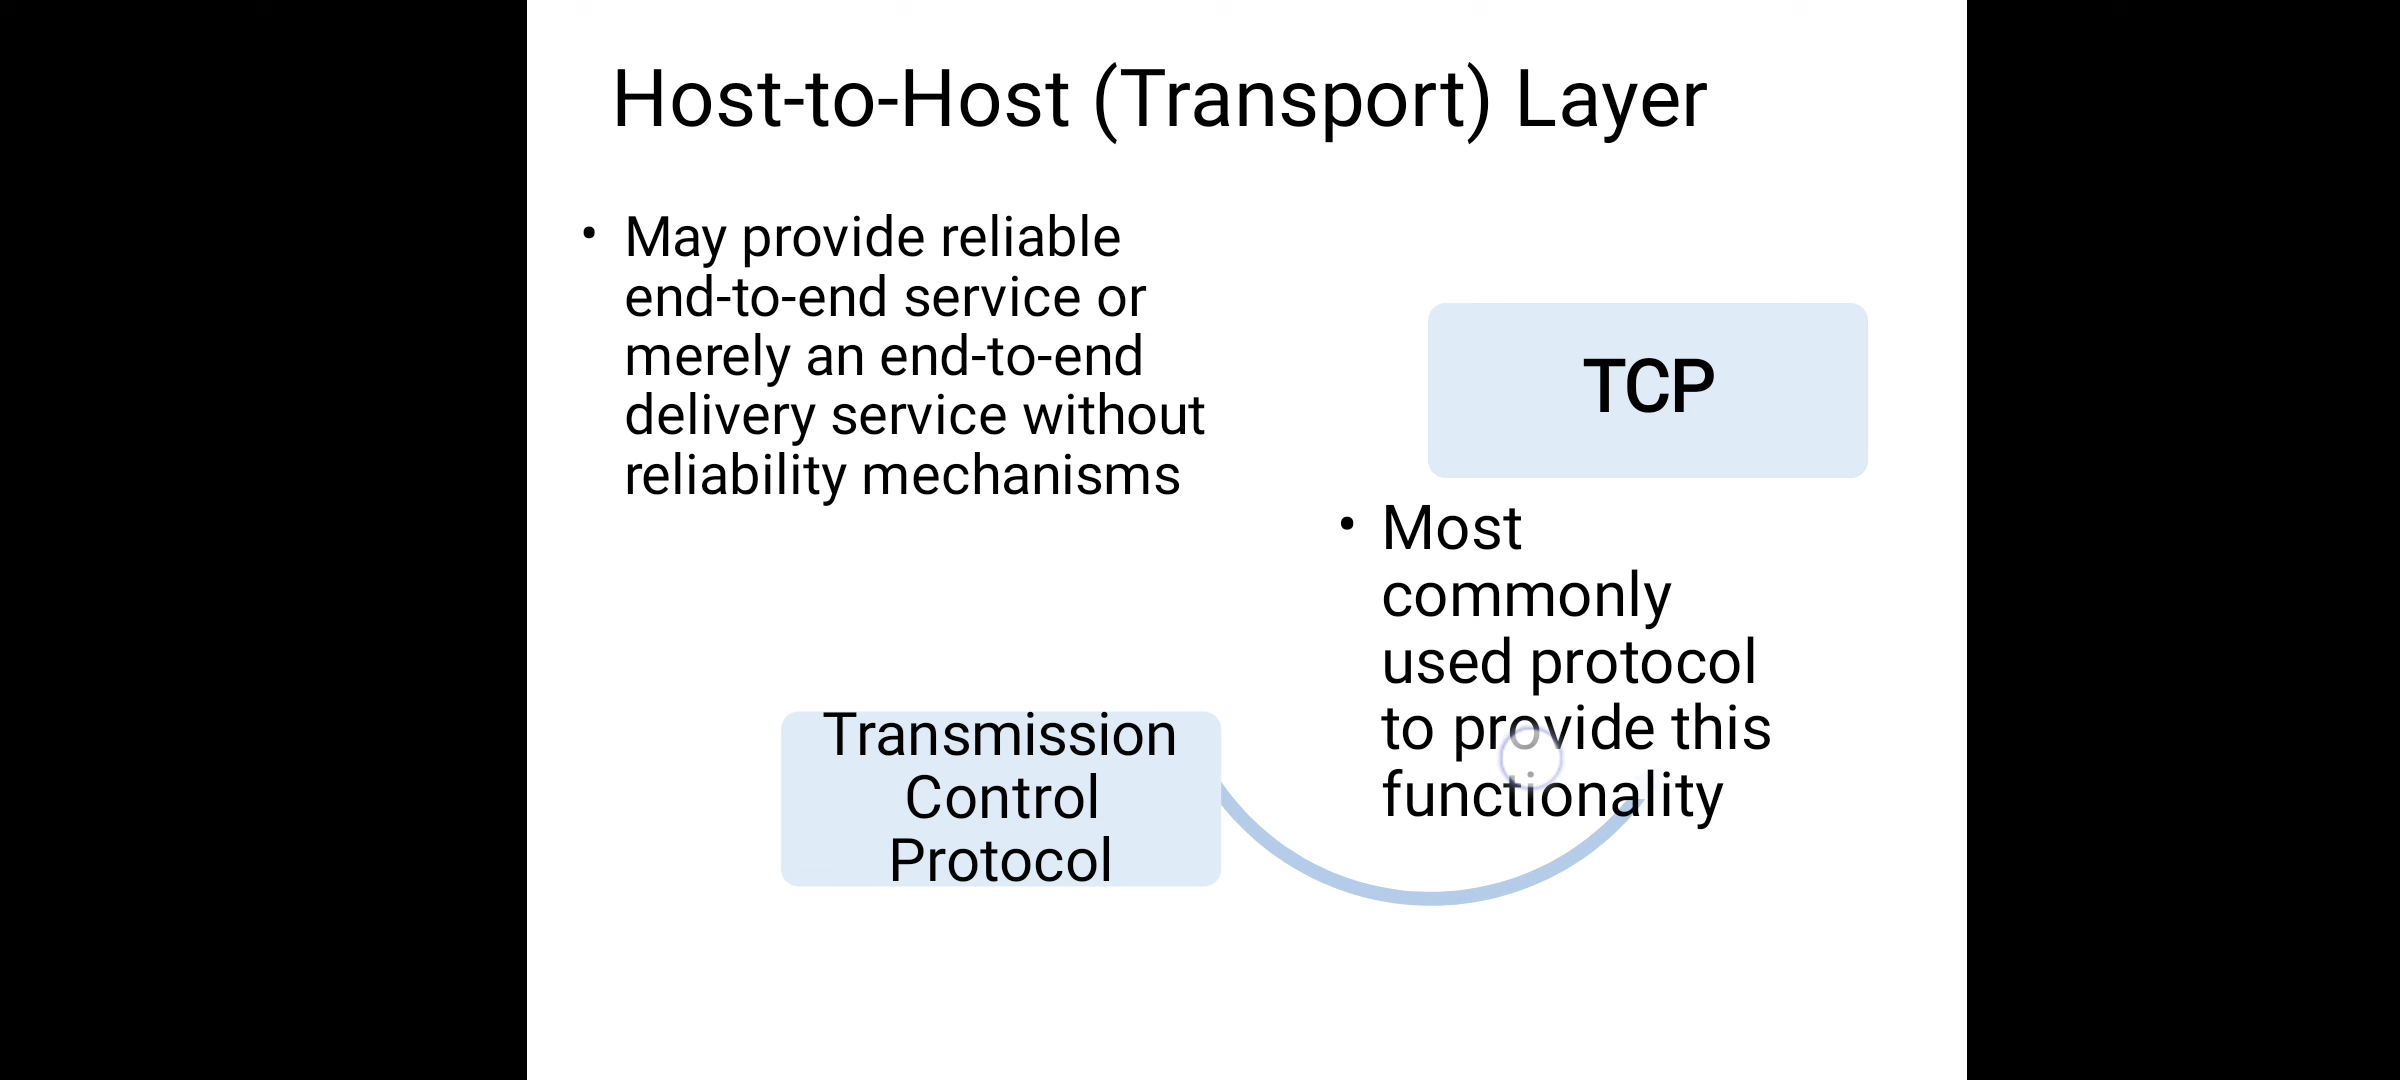 Host-to-Host (Transport) Layer
• May provide reliable
end-to-end service or
merely an end-to-end
delivery service without
reliability mechanisms
TCP
• Most
commonly
used protocol
to provide this
functionality
Transmission
Control
Protocol